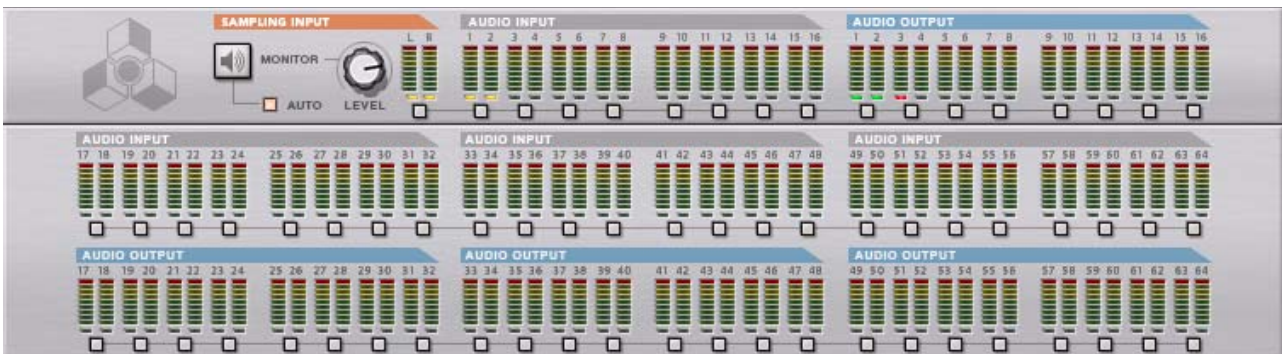 SAMPLING INPUT AUDIO INPUT AUDIO OUTPUT
L R 1 2 3 4 5 6 7 8 9 10 11 12 13 14 15 16 1 2 3 4 5 6 7 8 9 10 11 12 13 14 15 16
MONITOR
AUTO LEVEL
AUDIO INPUT AUDIO INPUT AUDIO INPUT
17 18 19 20 21 22 23 24 25 26 27 28 29 30 31 32 33 34 35 36 37 38 39 40 41 42 43 44 45 46 47 48 49 50 51 52 53 54 55 56 57 58 59 60 61 62 63 64
AUDIO OUTPUT AUDIO OUTPUT AUDIO OUTPUT
17 18 19 20 21 22 23 24 25 26 27 28 29 30 31 32 33 34 35 36 37 38 39 40 41 42 43 44 45 46 47 48 49 50 51 52 53 54 55 56 57 58 59 60 61 62 63 64